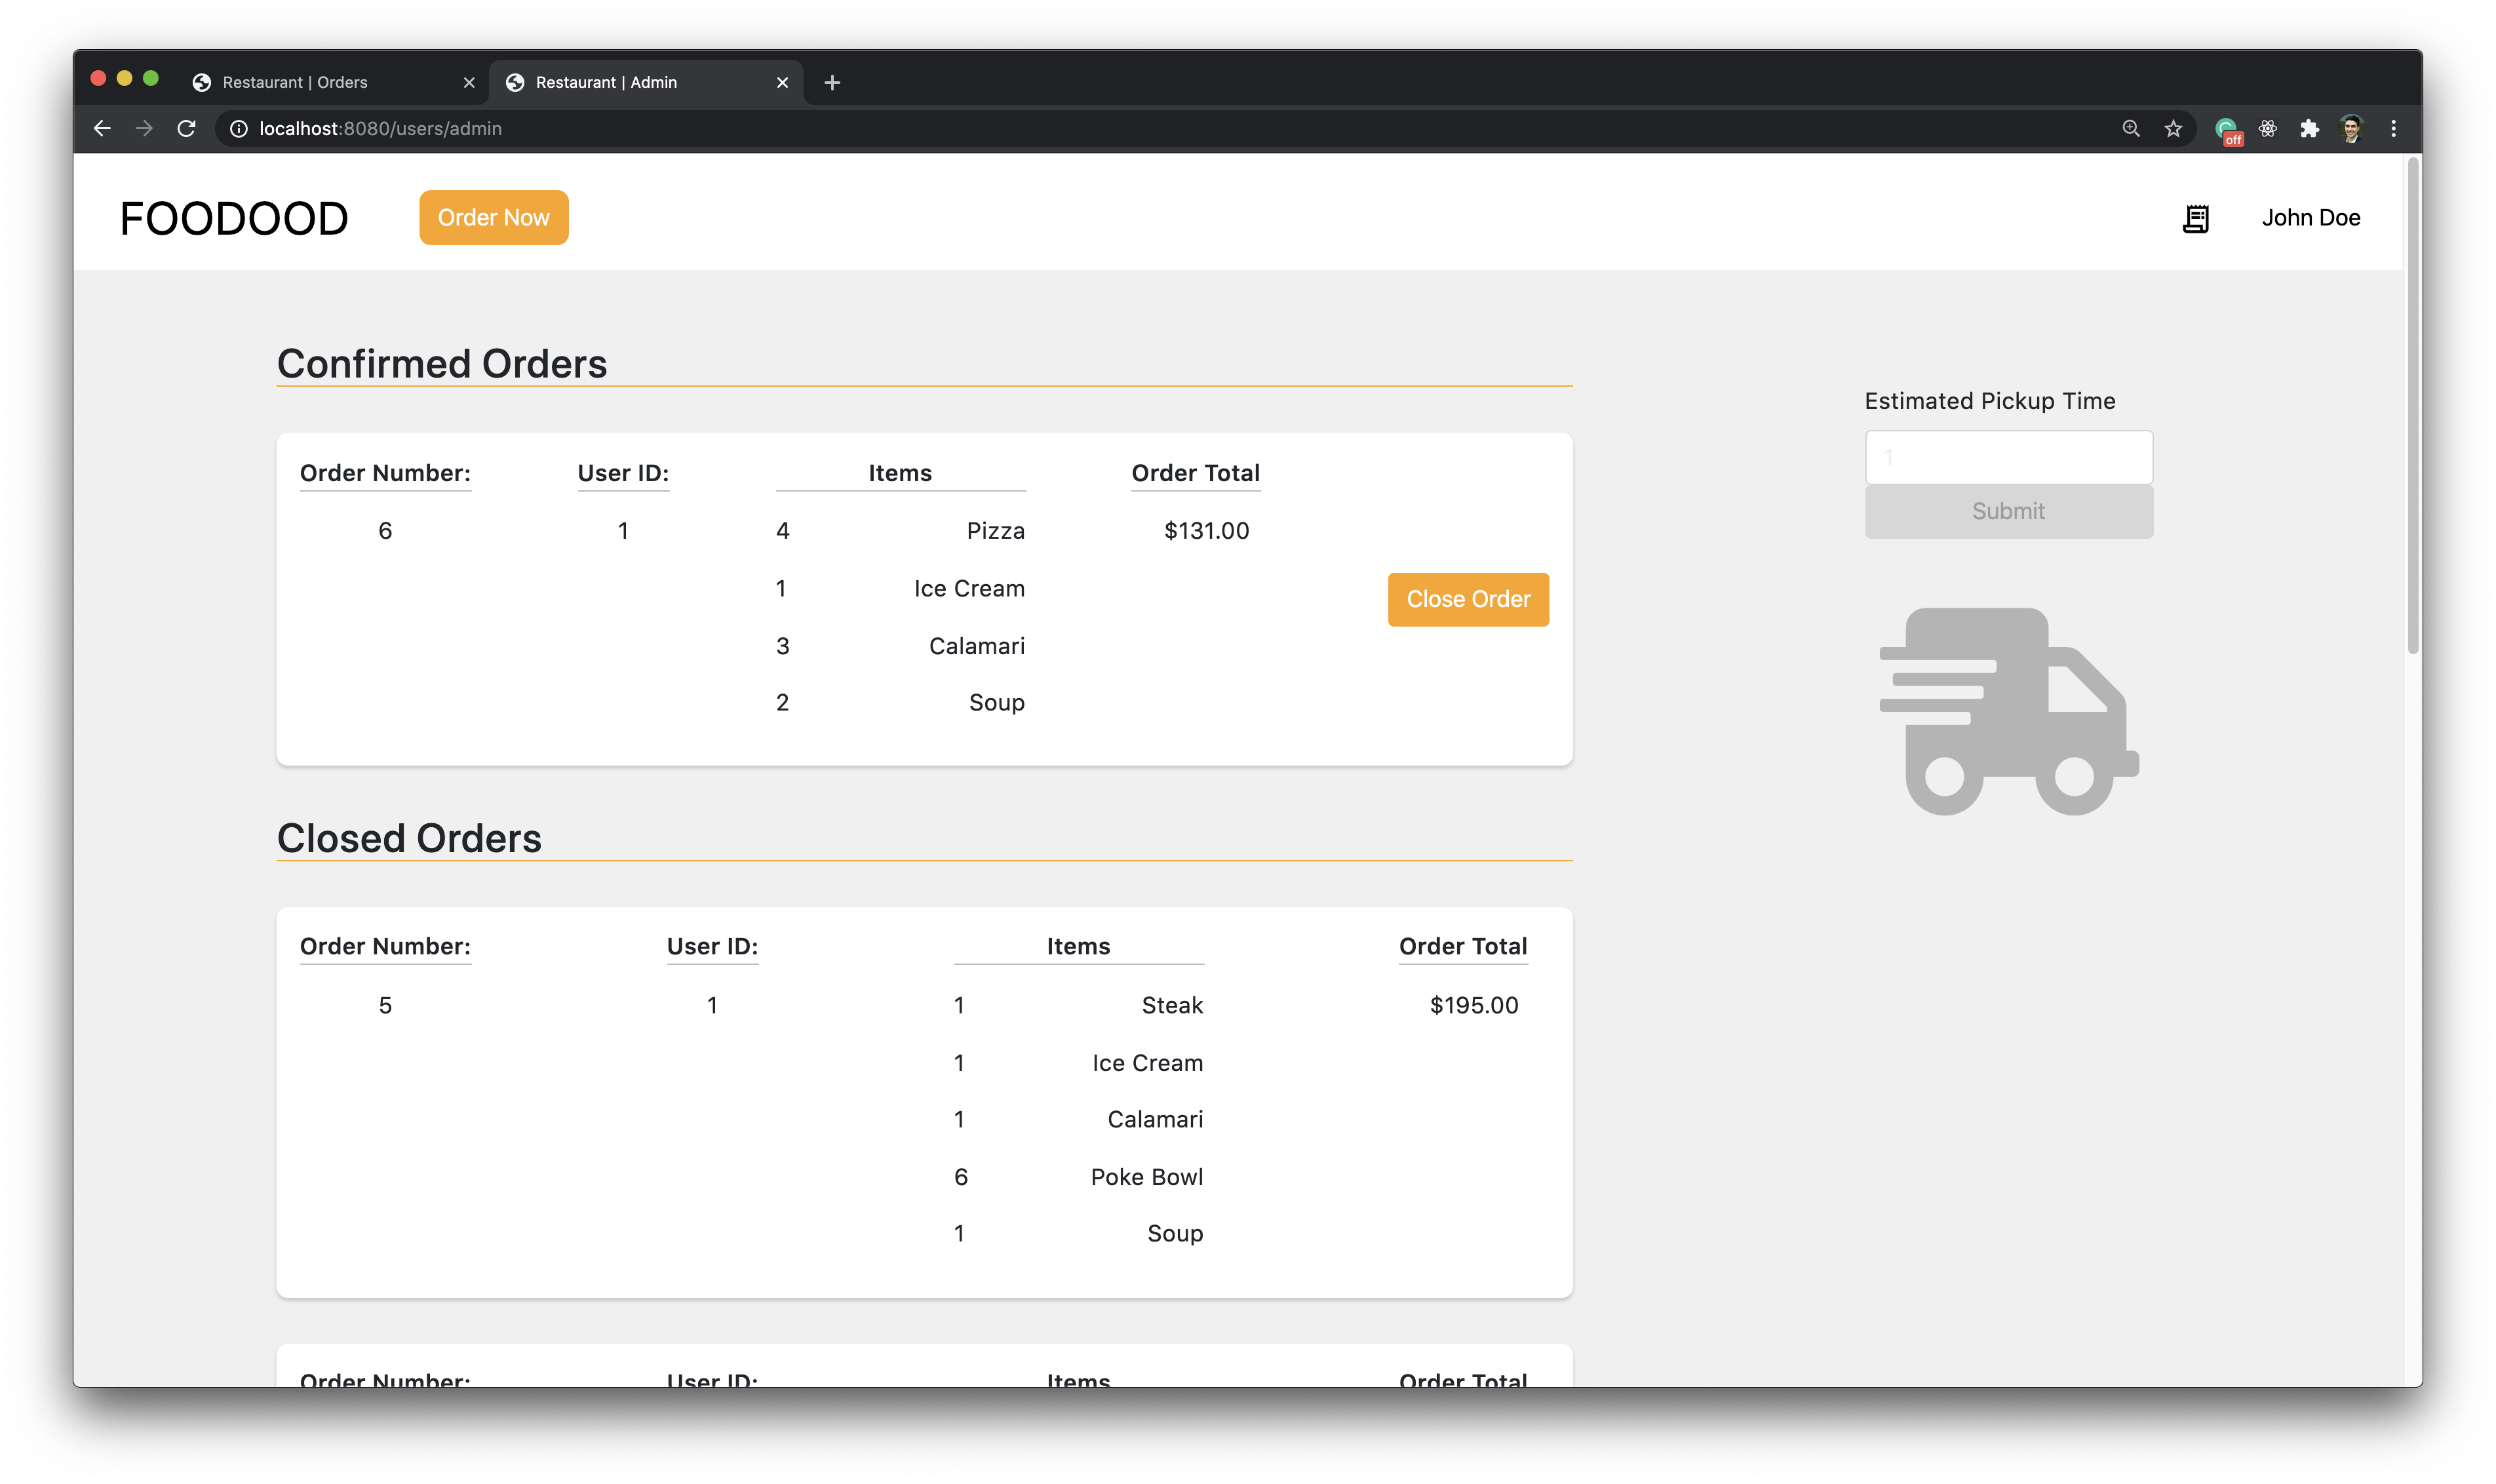 Restaurant | Orders
Restaurant | Admin
localhost:8080/users/admin
off
FOODOOD
Order Now
John Doe
Confirmed Orders
Order Number: User ID: Items Order Total
6 1 4 Pizza $131.00
1 Ice Cream
3 Calamari
2 Soup
Close Order
Estimated Pickup Time
1
Submit
Closed Orders
Order Number: User ID: Items Order Total
5 1 1 Steak $195.00
1 Ice Cream
1 Calamari
6 Poke Bowl
1 Soup
Order Number: User ID: Items Order Total